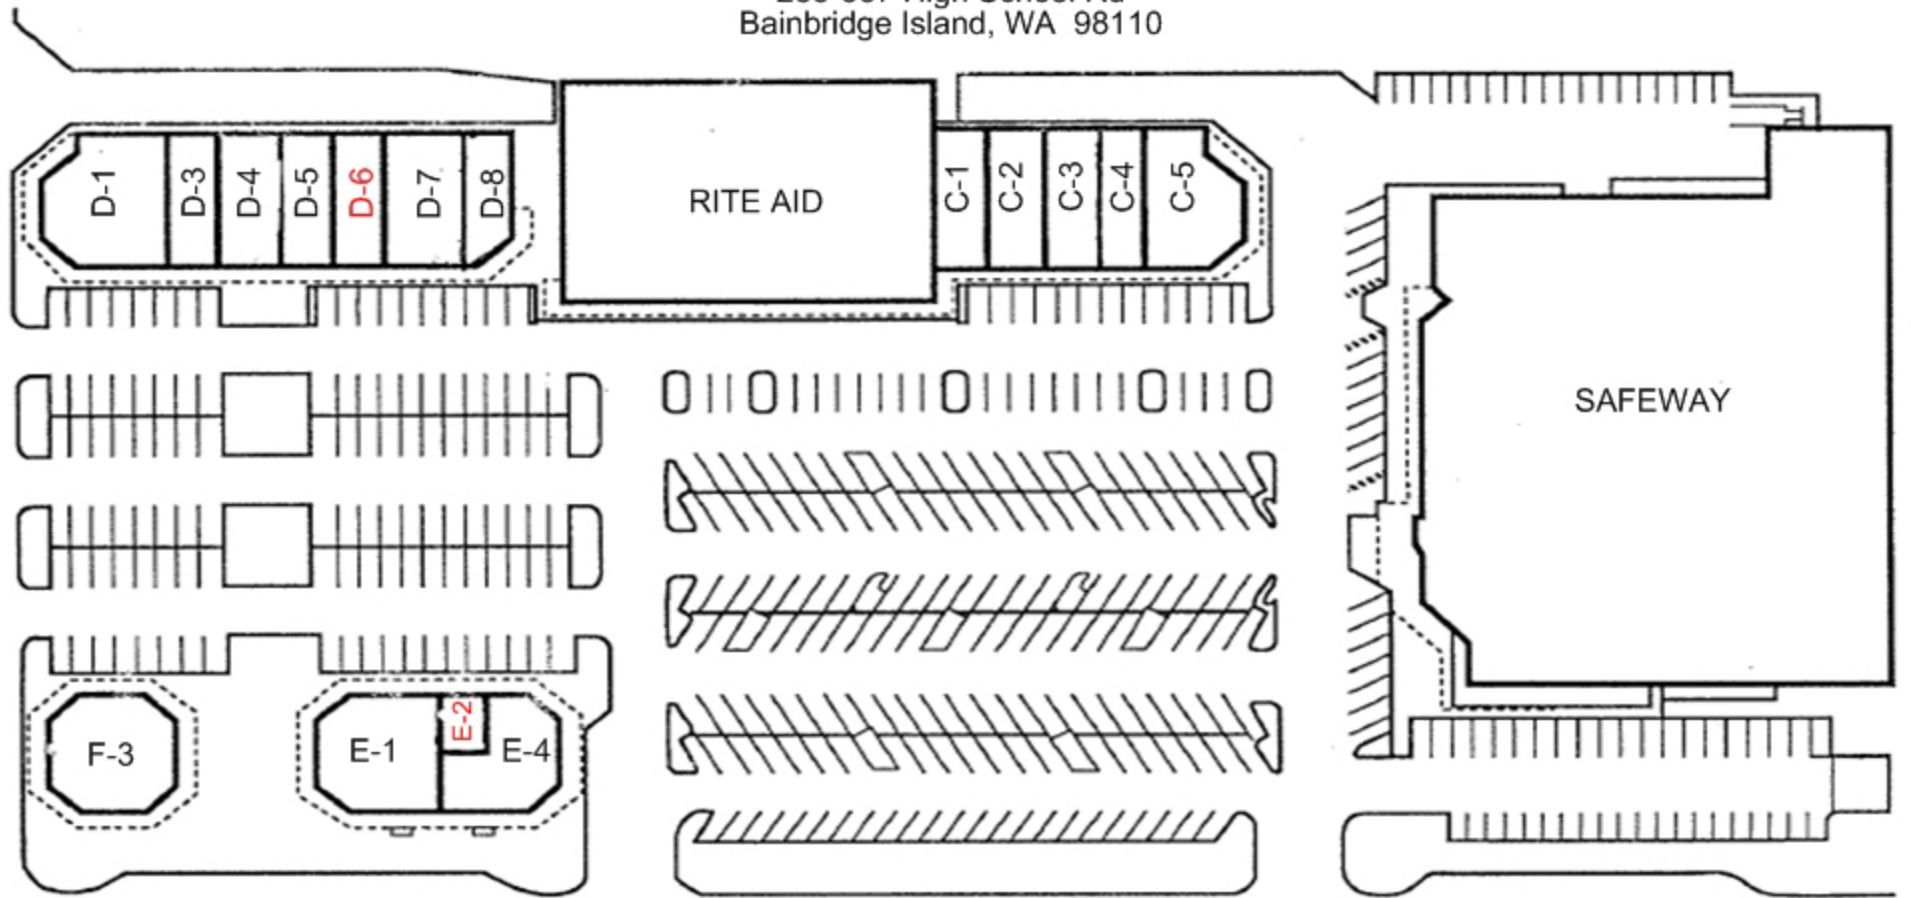 Bainbridge Island, WA 98110
D-1
D-3
D-4
D-5
D-6
D-7
D-8
RITE AID
C-1
C-2
C-3
C-4
C-5
SAFEWAY
F-3
E-1
E-2
E-4